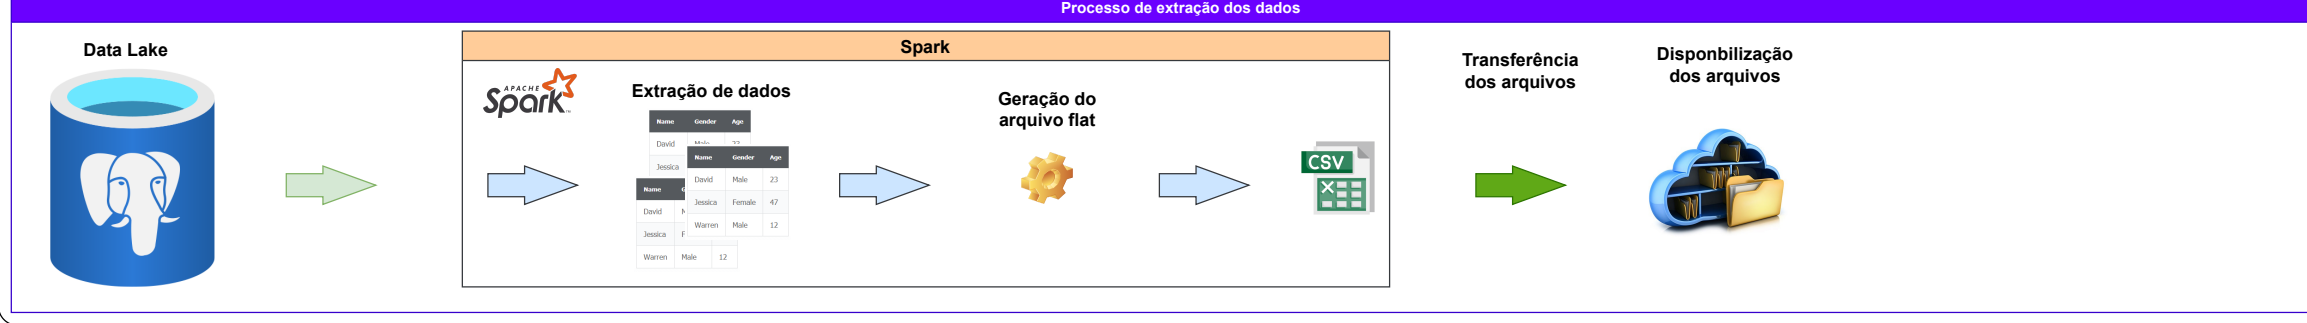 Processo de extração dos dados
Data Lake
Spark
Transferência
dos arquivos
Disponbilização
dos arquivos
APACHE
Spark
Extração de dados
Geração do
arquivo flat
Name Gender Age
David Male 23
Jessica
Name Gender Age
David Male 23
Jessica Female 47
Warren Male 12
Name G
David M
Jessica F
Warren Male 12
CSV